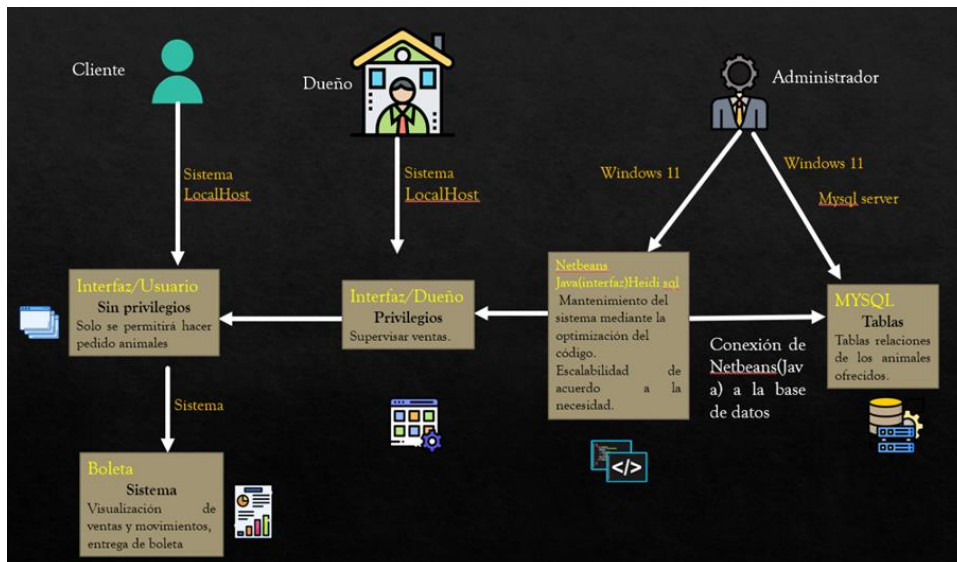 Cliente
Dueño
Administrador
Sistema
LocalHost
Sistema
LocalHost
Windows 11
Windows 11
Mysql server
Interfaz/Usuario
Sin privilegios
Solo se permitirá hacer
pedido animales
Interfaz/Dueño
Privilegios
Supervisar ventas.
Netbeans
Java(interfaz)Heidi sql
Mantenimiento del
sistema mediante la
optimización del
código.
Escalabilidad de
acuerdo a la
necesidad.
Conexión de
Netbeans(Jav
a) a la base
de datos
MYSQL
Tablas
Tablas relaciones
de los animales
ofrecidos.
Sistema
Boleta
Sistema
Visualización de
ventas y movimientos,
entrega de boleta